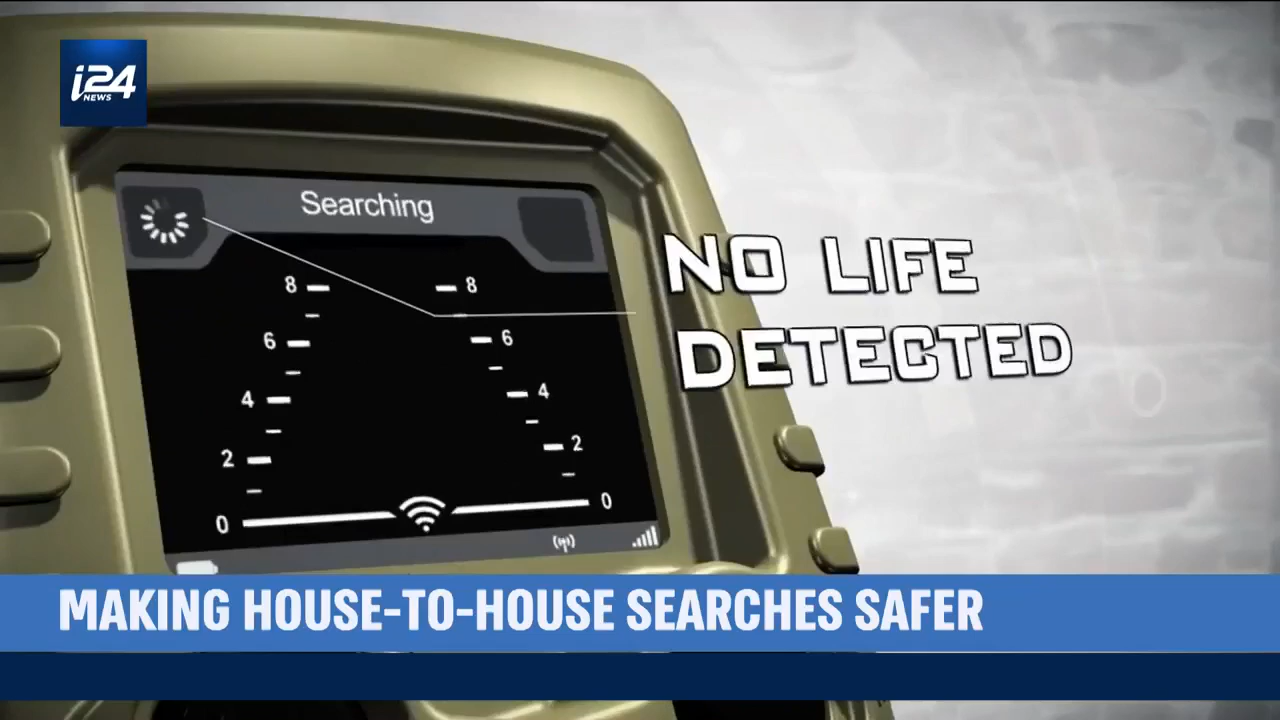 i24
NEWS
Searching
8 8
6 6
4 4
2 2
0 0
NO LIFE
DETECTED
MAKING HOUSE-TO-HOUSE SEARCHES SAFER